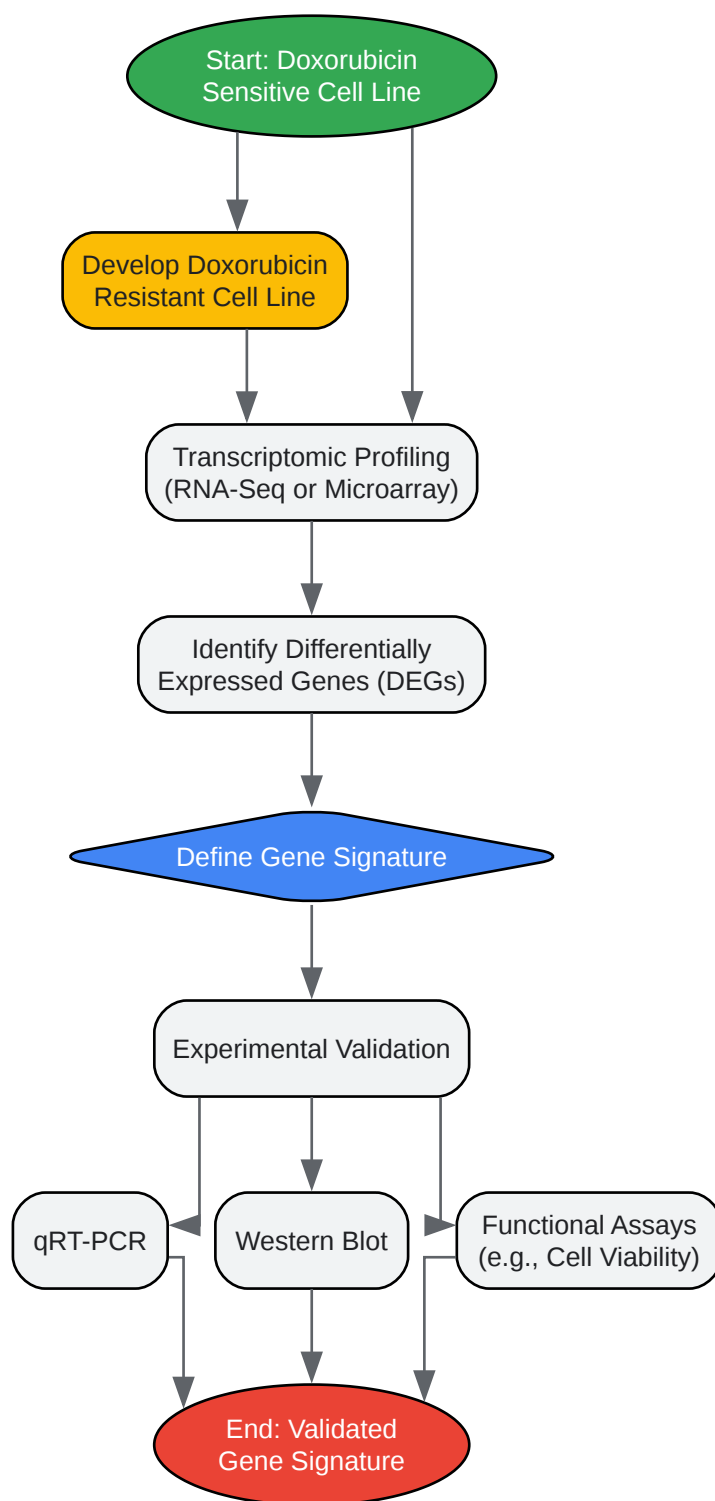 Start: Doxorubicin
Sensitive Cell Line
Develop Doxorubicin
Resistant Cell Line
Transcriptomic Profiling
(RNA-Seq or Microarray)
Identify Differentially
Expressed Genes (DEGs)
Define Gene Signature
Experimental Validation
qRT-PCR
Western Blot
Functional Assays
(e.g., Cell Viability)
End: Validated
Gene Signature